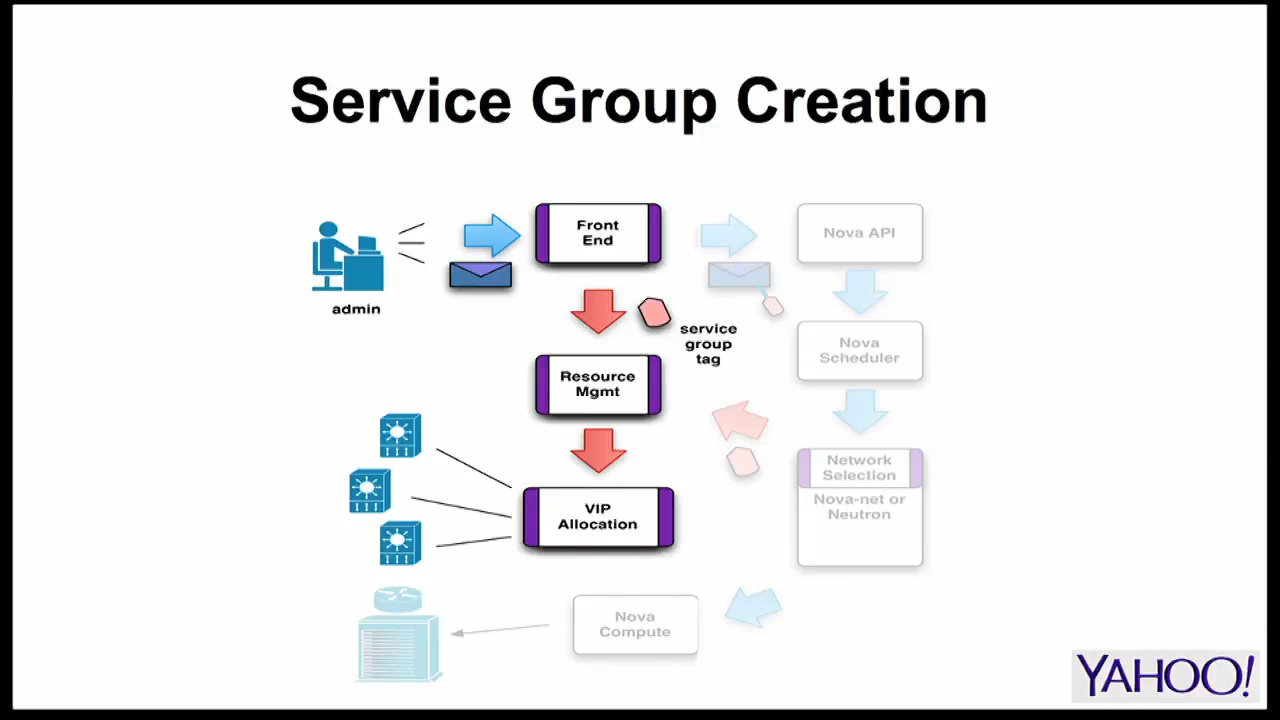 Service Group Creation
admin
Front
End
service
group
tag
Resource
Mgmt
VIP
Allocation
Nova API
Nova
Scheduler
Network
Selection
Nova-net or
Neutron
Nova
Compute
YAHOO!